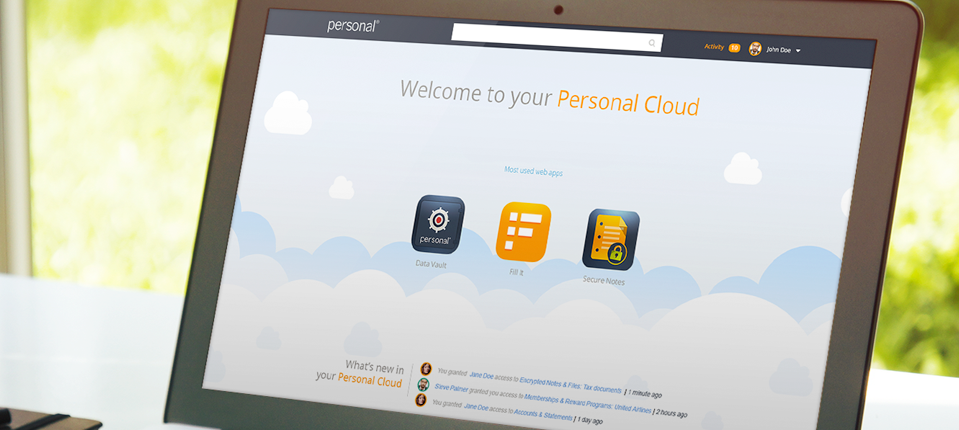 personal®
Activity 10 John Doe
Welcome to your Personal Cloud
Most used web apps
personal®
Data Vault
Fill It
Secure Notes
What's new in
your Personal Cloud
You granted Jane Doe access to Encrypted Notes & Files: Tax documents | 1 minute ago
Steve Palmer granted you access to Memberships & Reward Programs: United Airlines | 2 hours ago
You granted Jane Doe access to Accounts & Statements | 1 day ago